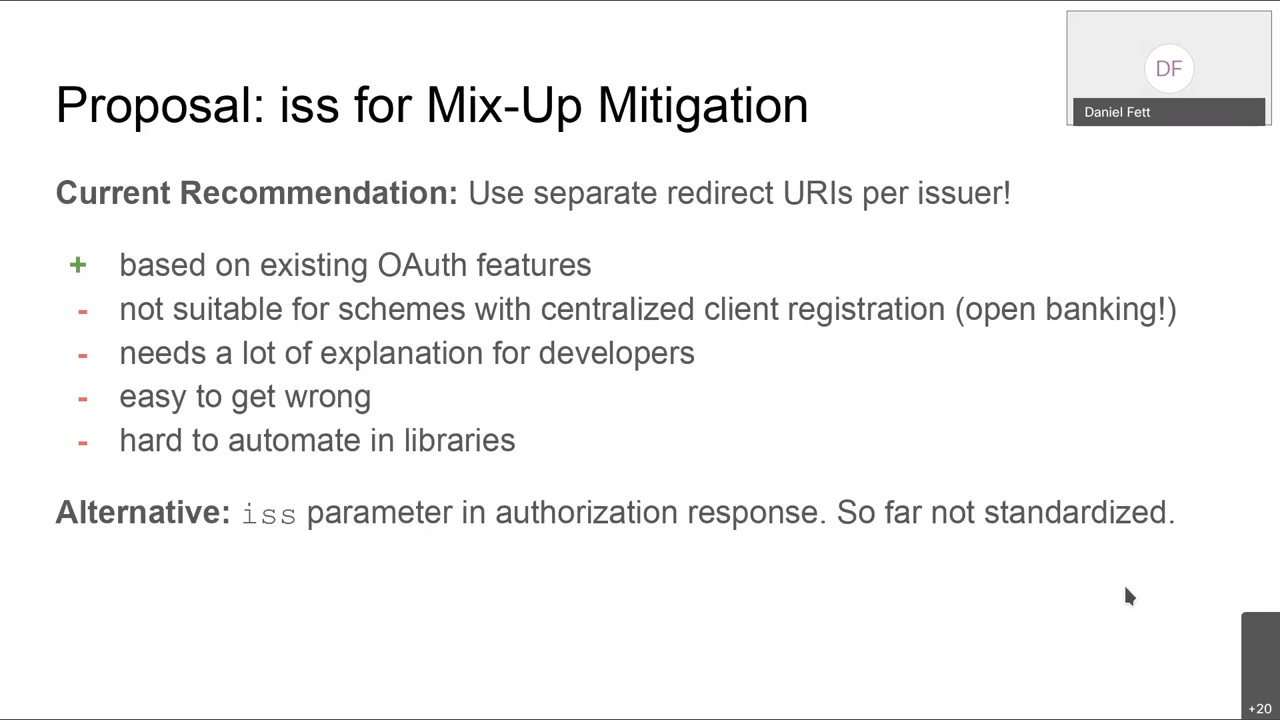 DF
Daniel Fett
Proposal: iss for Mix-Up Mitigation
Current Recommendation: Use separate redirect URIs per issuer!
+ based on existing OAuth features
- not suitable for schemes with centralized client registration (open banking!)
- needs a lot of explanation for developers
- easy to get wrong
- hard to automate in libraries
Alternative: iss parameter in authorization response. So far not standardized.
+20